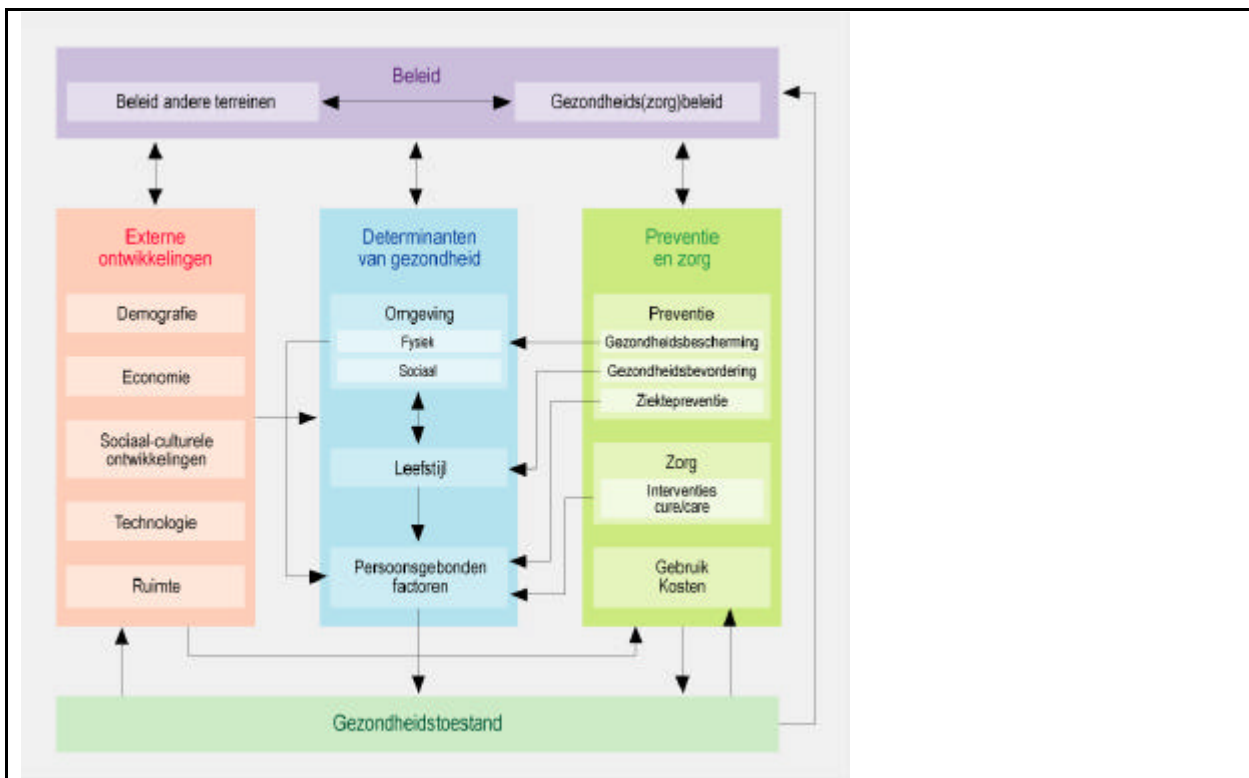 Beleid
Beleid andere terreinen
Gezondheids(zorg)beleid
Externe
ontwikkelingen
Demografie
Economie
Sociaal-culturele
ontwikkelingen
Technologie
Ruimte
Determinanten
van gezondheid
Omgeving
Fysiek
Sociaal
Leefstijl
Persoonsgebonden
factoren
Preventie
en zorg
Preventie
Gezondheidsbescherming
Gezondheidsbevordering
Ziektepreventie
Zorg
Interventies
cure/care
Gebruik
Kosten
Gezondheidstoestand